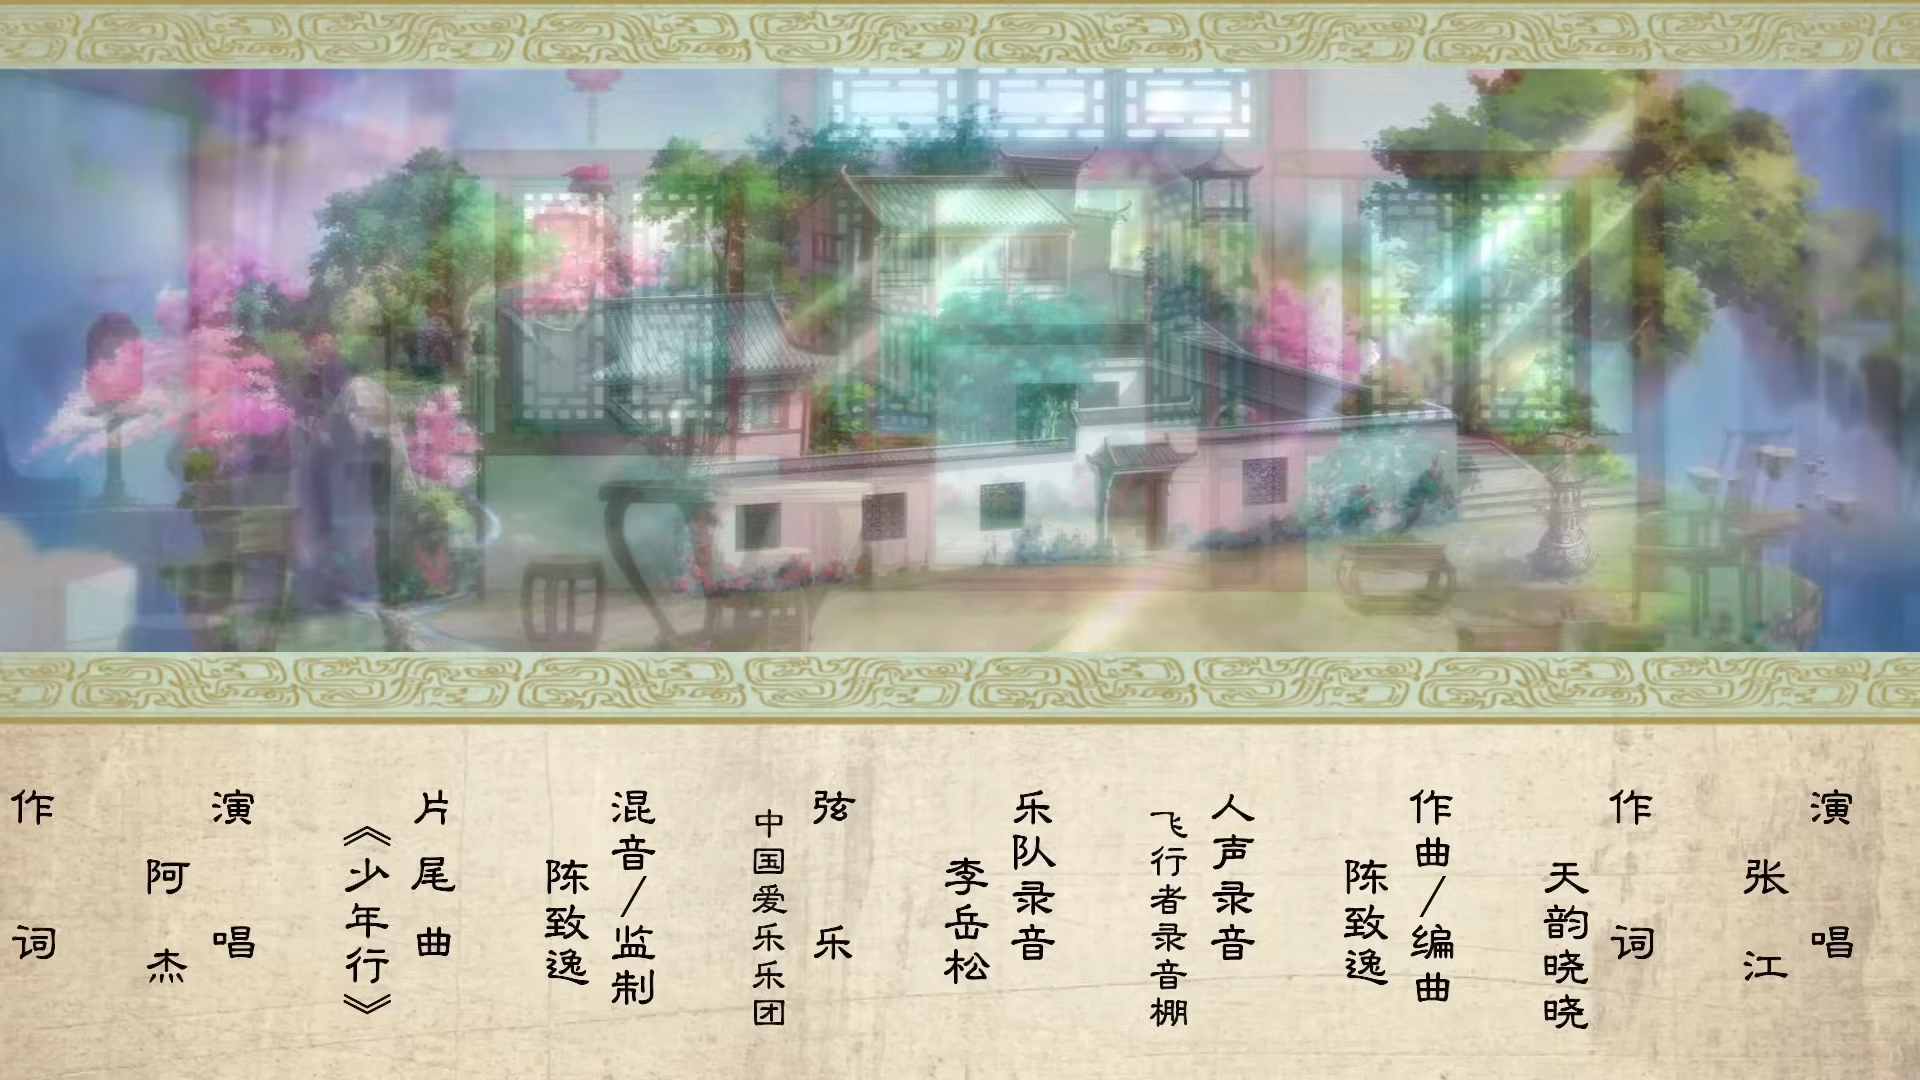 演唱
张江
作词
天韵晓晓
作曲/编曲
陈致逸
人声录音
飞行者录音棚
乐队录音
李岳松
弦乐
中国爱乐乐团
混音/监制
陈致逸
片尾曲
《少年行》
演唱
阿杰
作词